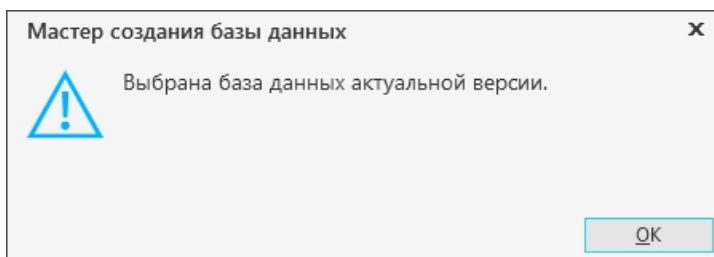 Мастер создания базы данных
Выбрана база данных актуальной версии.
OK